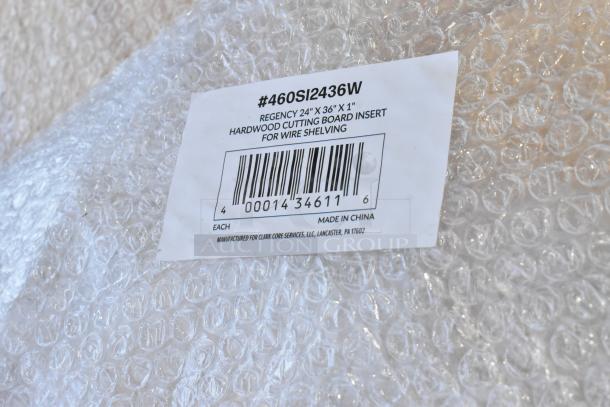 #460SI2436W
REGENCY 24" X 36" X 1"
HARDWOOD CUTTING BOARD INSERT
FOR WIRE SHELVING
4 00014 34611 6
EACH MADE IN CHINA
MANUFACTURED FOR CLARK CORE SERVICES, LLC, LANCASTER, PA 17602